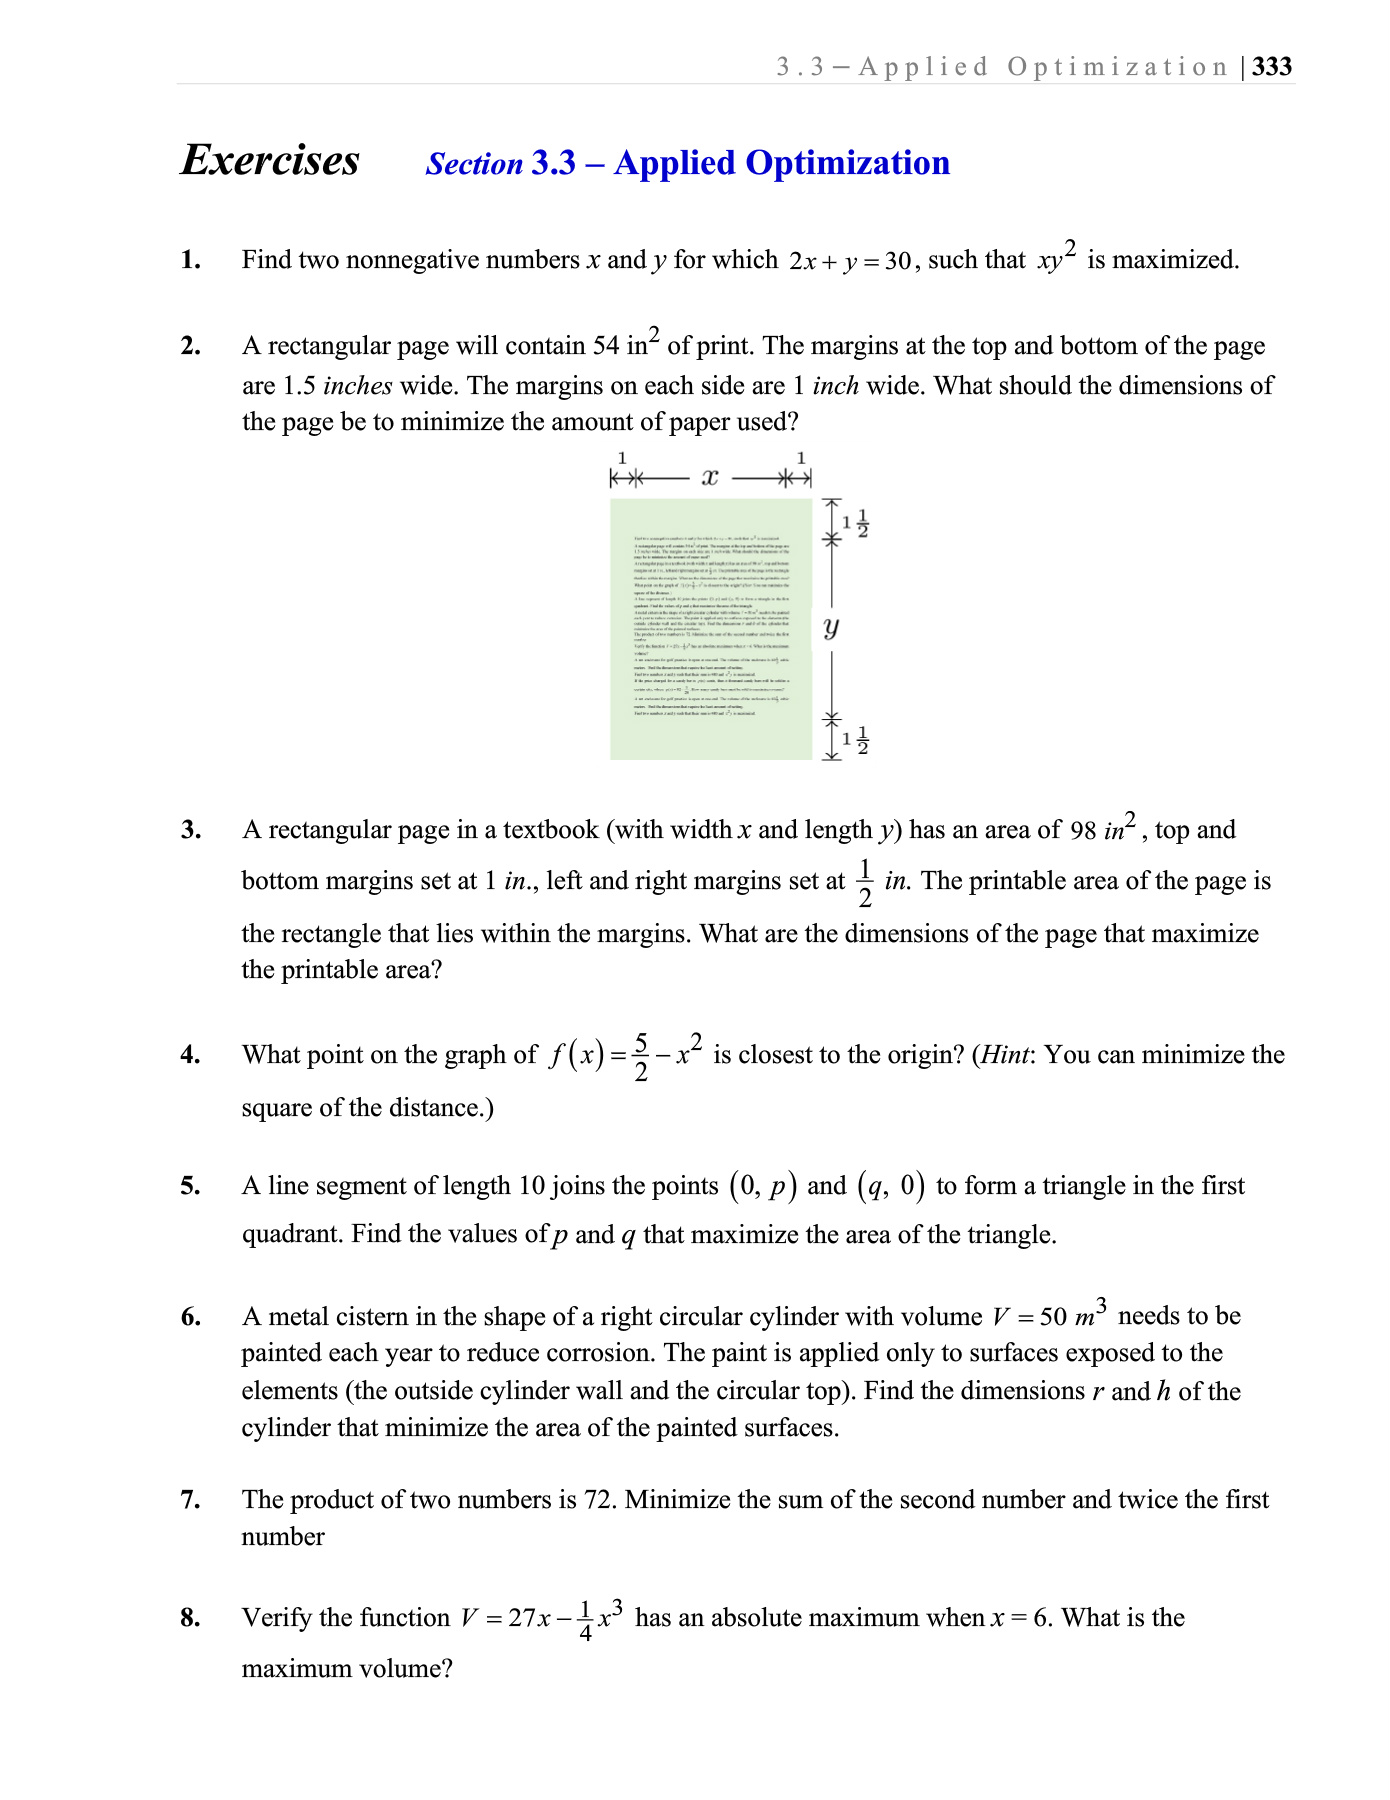 3.3 – Applied Optimization | 333
Exercises Section 3.3 – Applied Optimization
1. Find two nonnegative numbers x and y for which 2x + y = 30, such that xy² is maximized.
2. A rectangular page will contain 54 in² of print. The margins at the top and bottom of the page
are 1.5 inches wide. The margins on each side are 1 inch wide. What should the dimensions of
the page be to minimize the amount of paper used?
1 1
x
1 1/2
y
1 1/2
3. A rectangular page in a textbook (with width x and length y) has an area of 98 in², top and
bottom margins set at 1 in., left and right margins set at 1/2 in. The printable area of the page is
the rectangle that lies within the margins. What are the dimensions of the page that maximize
the printable area?
4. What point on the graph of f(x) = 5/2 − x² is closest to the origin? (Hint: You can minimize the
square of the distance.)
5. A line segment of length 10 joins the points (0, p) and (q, 0) to form a triangle in the first
quadrant. Find the values of p and q that maximize the area of the triangle.
6. A metal cistern in the shape of a right circular cylinder with volume V = 50 m³ needs to be
painted each year to reduce corrosion. The paint is applied only to surfaces exposed to the
elements (the outside cylinder wall and the circular top). Find the dimensions r and h of the
cylinder that minimize the area of the painted surfaces.
7. The product of two numbers is 72. Minimize the sum of the second number and twice the first
number
8. Verify the function V = 27x − 1/4 x³ has an absolute maximum when x = 6. What is the
maximum volume?